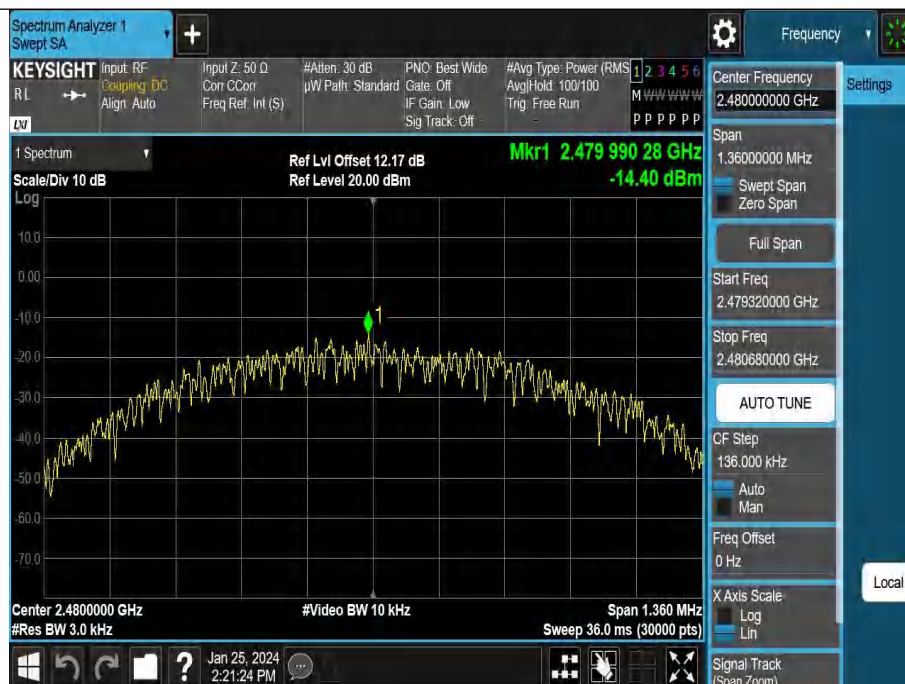 Spectrum Analyzer 1
Swept SA
+
Frequency
KEYSIGHT
RL
LXI
Input: RF
Coupling: DC
Align: Auto
Input Z: 50 Ω
Corr CCorr
Freq Ref: Int (S)
#Atten: 30 dB
µW Path: Standard
PNO: Best Wide
Gate: Off
IF Gain: Low
Sig Track: Off
#Avg Type: Power (RMS
Avg|Hold: 100/100
Trig: Free Run
1 2 3 4 5 6
M W W W W W
P P P P P P
Center Frequency
2.480000000 GHz
Settings
Span
1.36000000 MHz
Swept Span
Zero Span
Full Span
Start Freq
2.479320000 GHz
Stop Freq
2.480680000 GHz
AUTO TUNE
CF Step
136.000 kHz
Auto
Man
Freq Offset
0 Hz
X Axis Scale
Log
Lin
Local
Signal Track
(Span Zoom)
1 Spectrum
Scale/Div 10 dB
Log
Ref Lvl Offset 12.17 dB
Ref Level 20.00 dBm
Mkr1 2.479 990 28 GHz
-14.40 dBm
10.0
0.00
-10.0
-20.0
-30.0
-40.0
-50.0
-60.0
-70.0
1
Center 2.4800000 GHz
#Res BW 3.0 kHz
#Video BW 10 kHz
Span 1.360 MHz
Sweep 36.0 ms (30000 pts)
?
Jan 25, 2024
2:21:24 PM